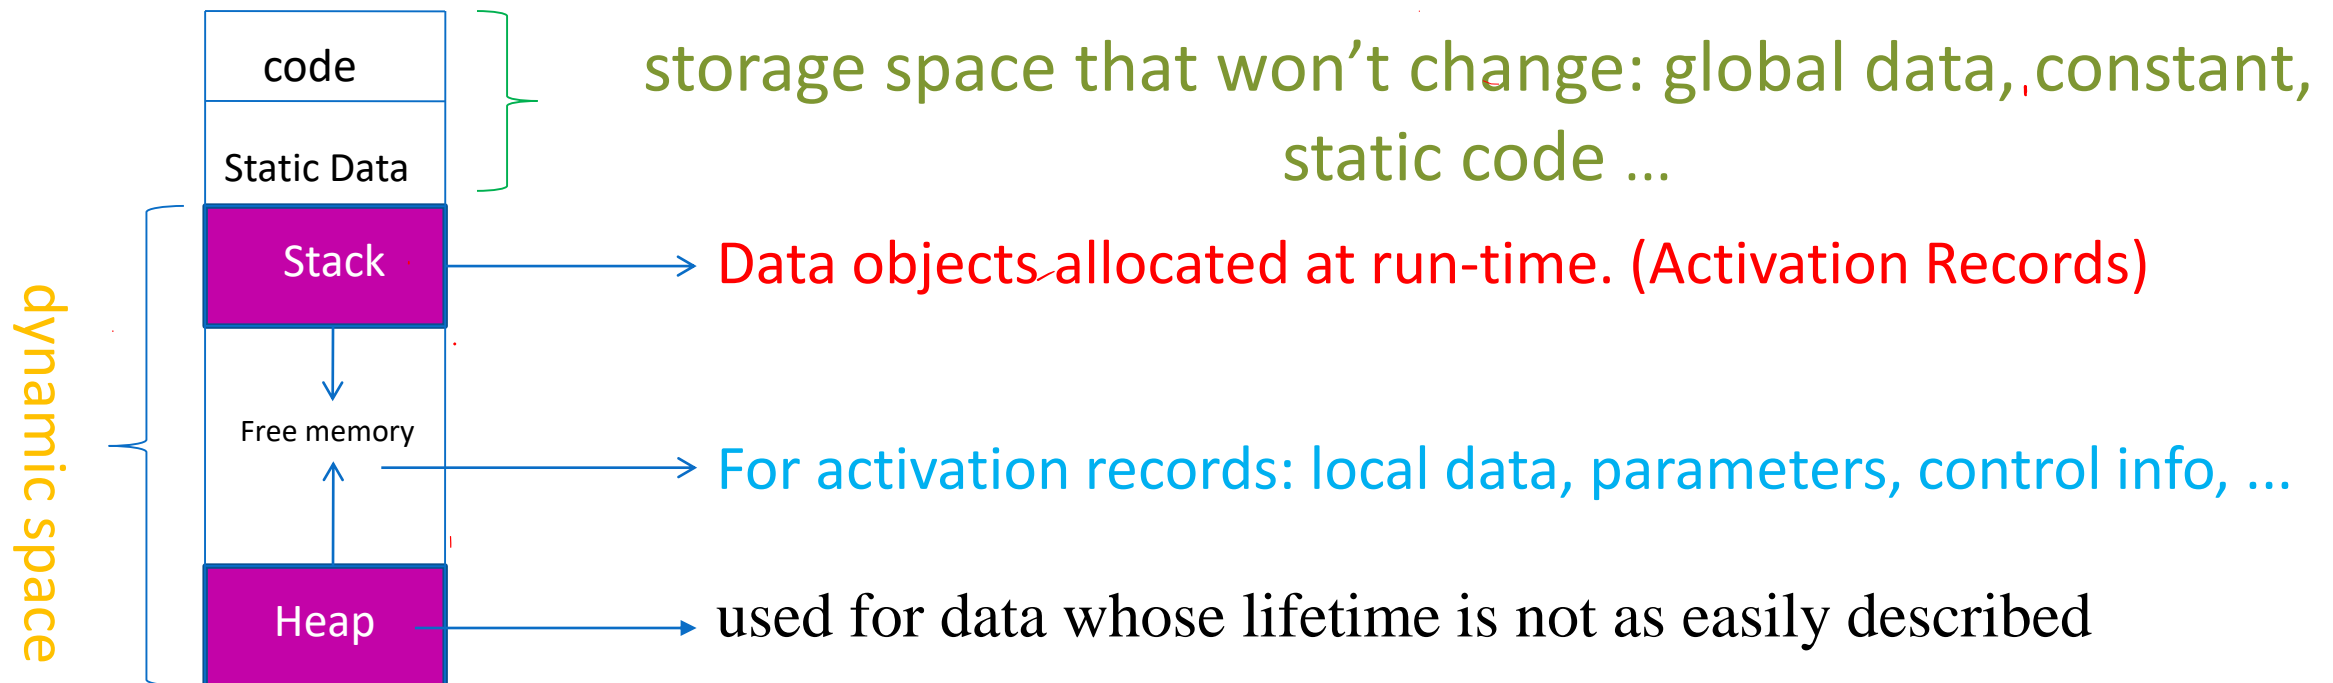 code
storage space that won’t change: global data, constant,
static code ...
Static Data
Stack
Data objects allocated at run-time. (Activation Records)
dynamic space
Free memory
For activation records: local data, parameters, control info, ...
Heap
used for data whose lifetime is not as easily described